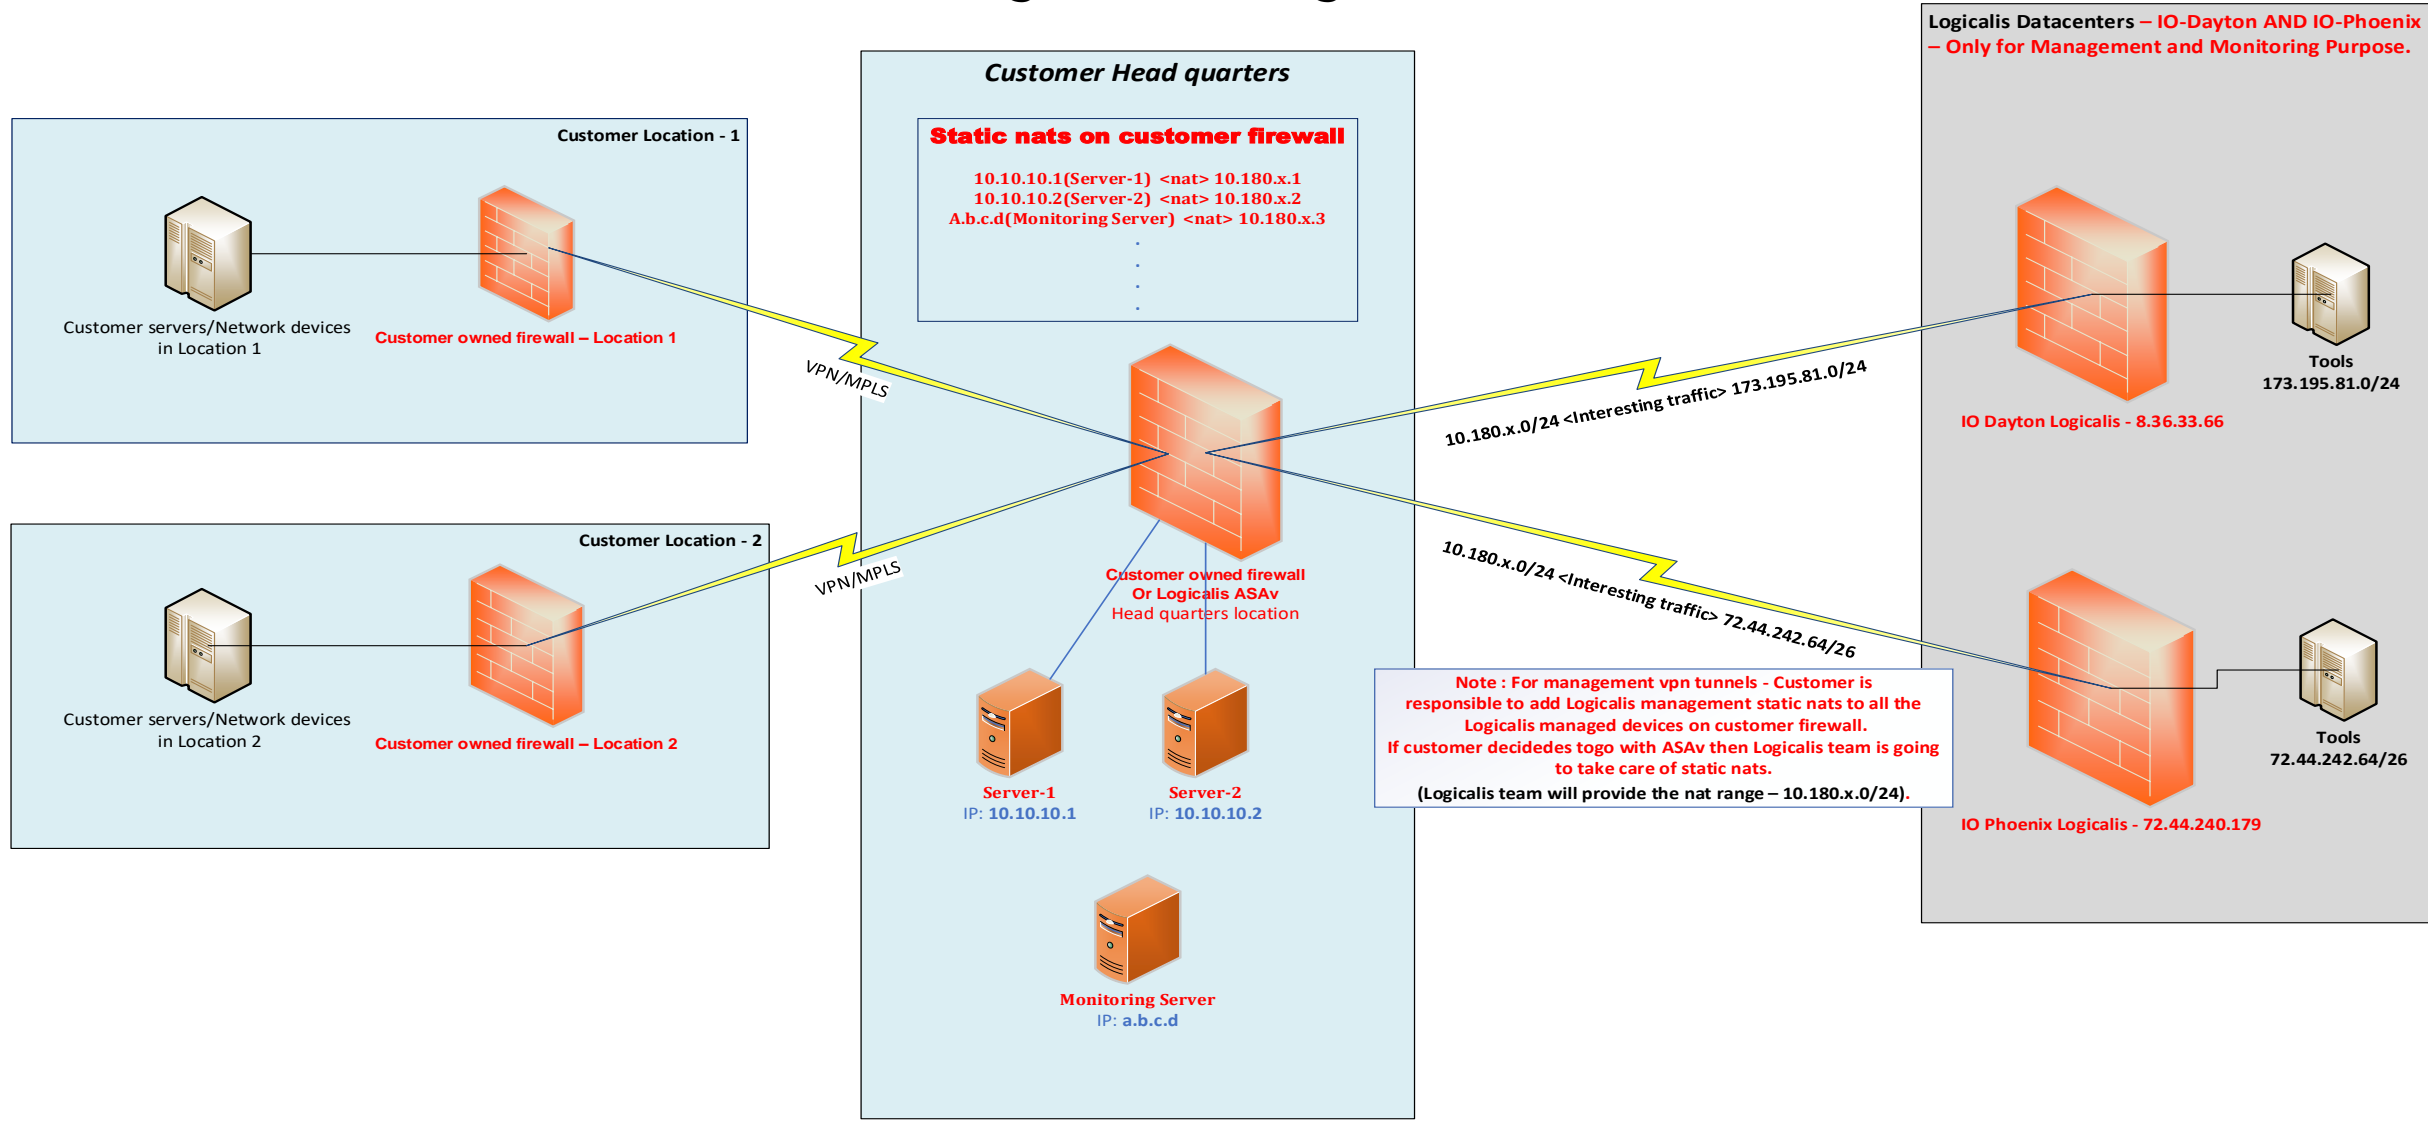 Logicalis Datacenters – IO-Dayton AND IO-Phoenix
– Only for Management and Monitoring Purpose.
Customer Head quarters
Static nats on customer firewall
10.10.10.1(Server-1) <nat> 10.180.x.1
10.10.10.2(Server-2) <nat> 10.180.x.2
A.b.c.d(Monitoring Server) <nat> 10.180.x.3
.
.
.
.
Customer Location - 1
Customer servers/Network devices
in Location 1
Customer owned firewall – Location 1
VPN/MPLS
Customer Location - 2
Customer servers/Network devices
in Location 2
Customer owned firewall – Location 2
VPN/MPLS
Customer owned firewall
Or Logicalis ASAv
Head quarters location
Server-1
IP: 10.10.10.1
Server-2
IP: 10.10.10.2
Monitoring Server
IP: a.b.c.d
10.180.x.0/24 <Interesting traffic> 173.195.81.0/24
10.180.x.0/24 <Interesting traffic> 72.44.242.64/26
Note : For management vpn tunnels - Customer is
responsible to add Logicalis management static nats to all the
Logicalis managed devices on customer firewall.
If customer decidedes togo with ASAv then Logicalis team is going
to take care of static nats.
(Logicalis team will provide the nat range – 10.180.x.0/24).
Tools
173.195.81.0/24
IO Dayton Logicalis - 8.36.33.66
Tools
72.44.242.64/26
IO Phoenix Logicalis - 72.44.240.179